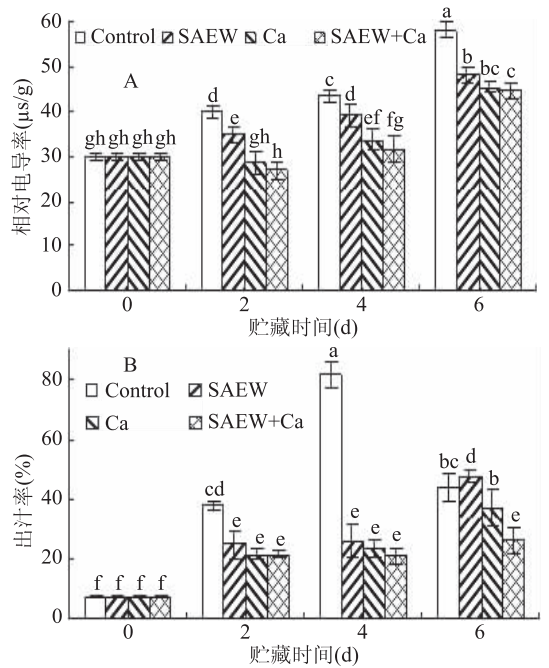 60
50
40
30
20
10
0
相对电导率(μs/g)
Control SAEW Ca SAEW+Ca
A
gh gh gh gh
d e gh h
d d ef fg
a b bc c
0 2 4 6
贮藏时间(d)
80
60
40
20
0
出汁率(%)
B
Control SAEW
Ca SAEW+Ca
f f f f
cd e e e
a e e e
bc d b e
0 2 4 6
贮藏时间(d)